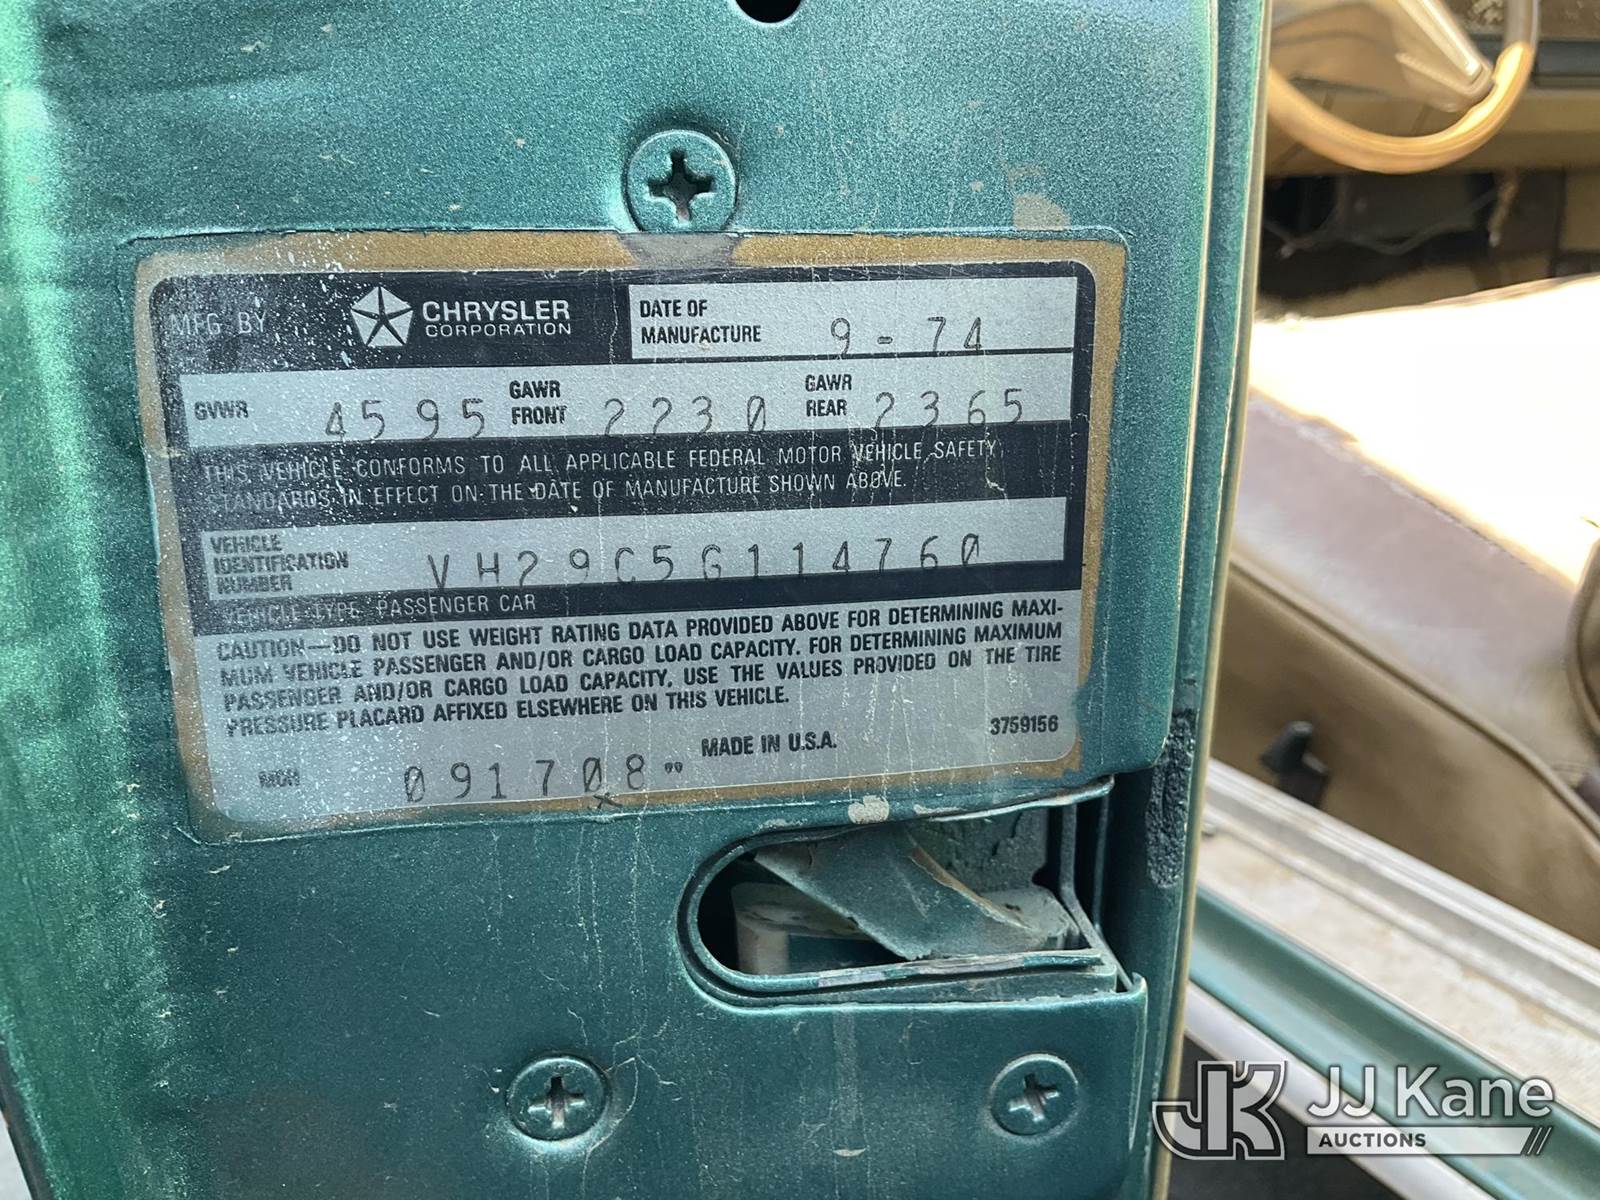 MFG BY CHRYSLER CORPORATION
DATE OF MANUFACTURE 9-74
GVWR 4595 GAWR FRONT 2230 GAWR REAR 2365
THIS VEHICLE CONFORMS TO ALL APPLICABLE FEDERAL MOTOR VEHICLE SAFETY
STANDARDS IN EFFECT ON THE DATE OF MANUFACTURE SHOWN ABOVE.
VEHICLE IDENTIFICATION NUMBER VH29C5G114760
VEHICLE TYPE PASSENGER CAR
CAUTION—DO NOT USE WEIGHT RATING DATA PROVIDED ABOVE FOR DETERMINING MAXI-
MUM VEHICLE PASSENGER AND/OR CARGO LOAD CAPACITY. FOR DETERMINING MAXIMUM
PASSENGER AND/OR CARGO LOAD CAPACITY, USE THE VALUES PROVIDED ON THE TIRE
PRESSURE PLACARD AFFIXED ELSEWHERE ON THIS VEHICLE.
MADE IN U.S.A. 3759156
MDH 091708"
JK JJ Kane
AUCTIONS